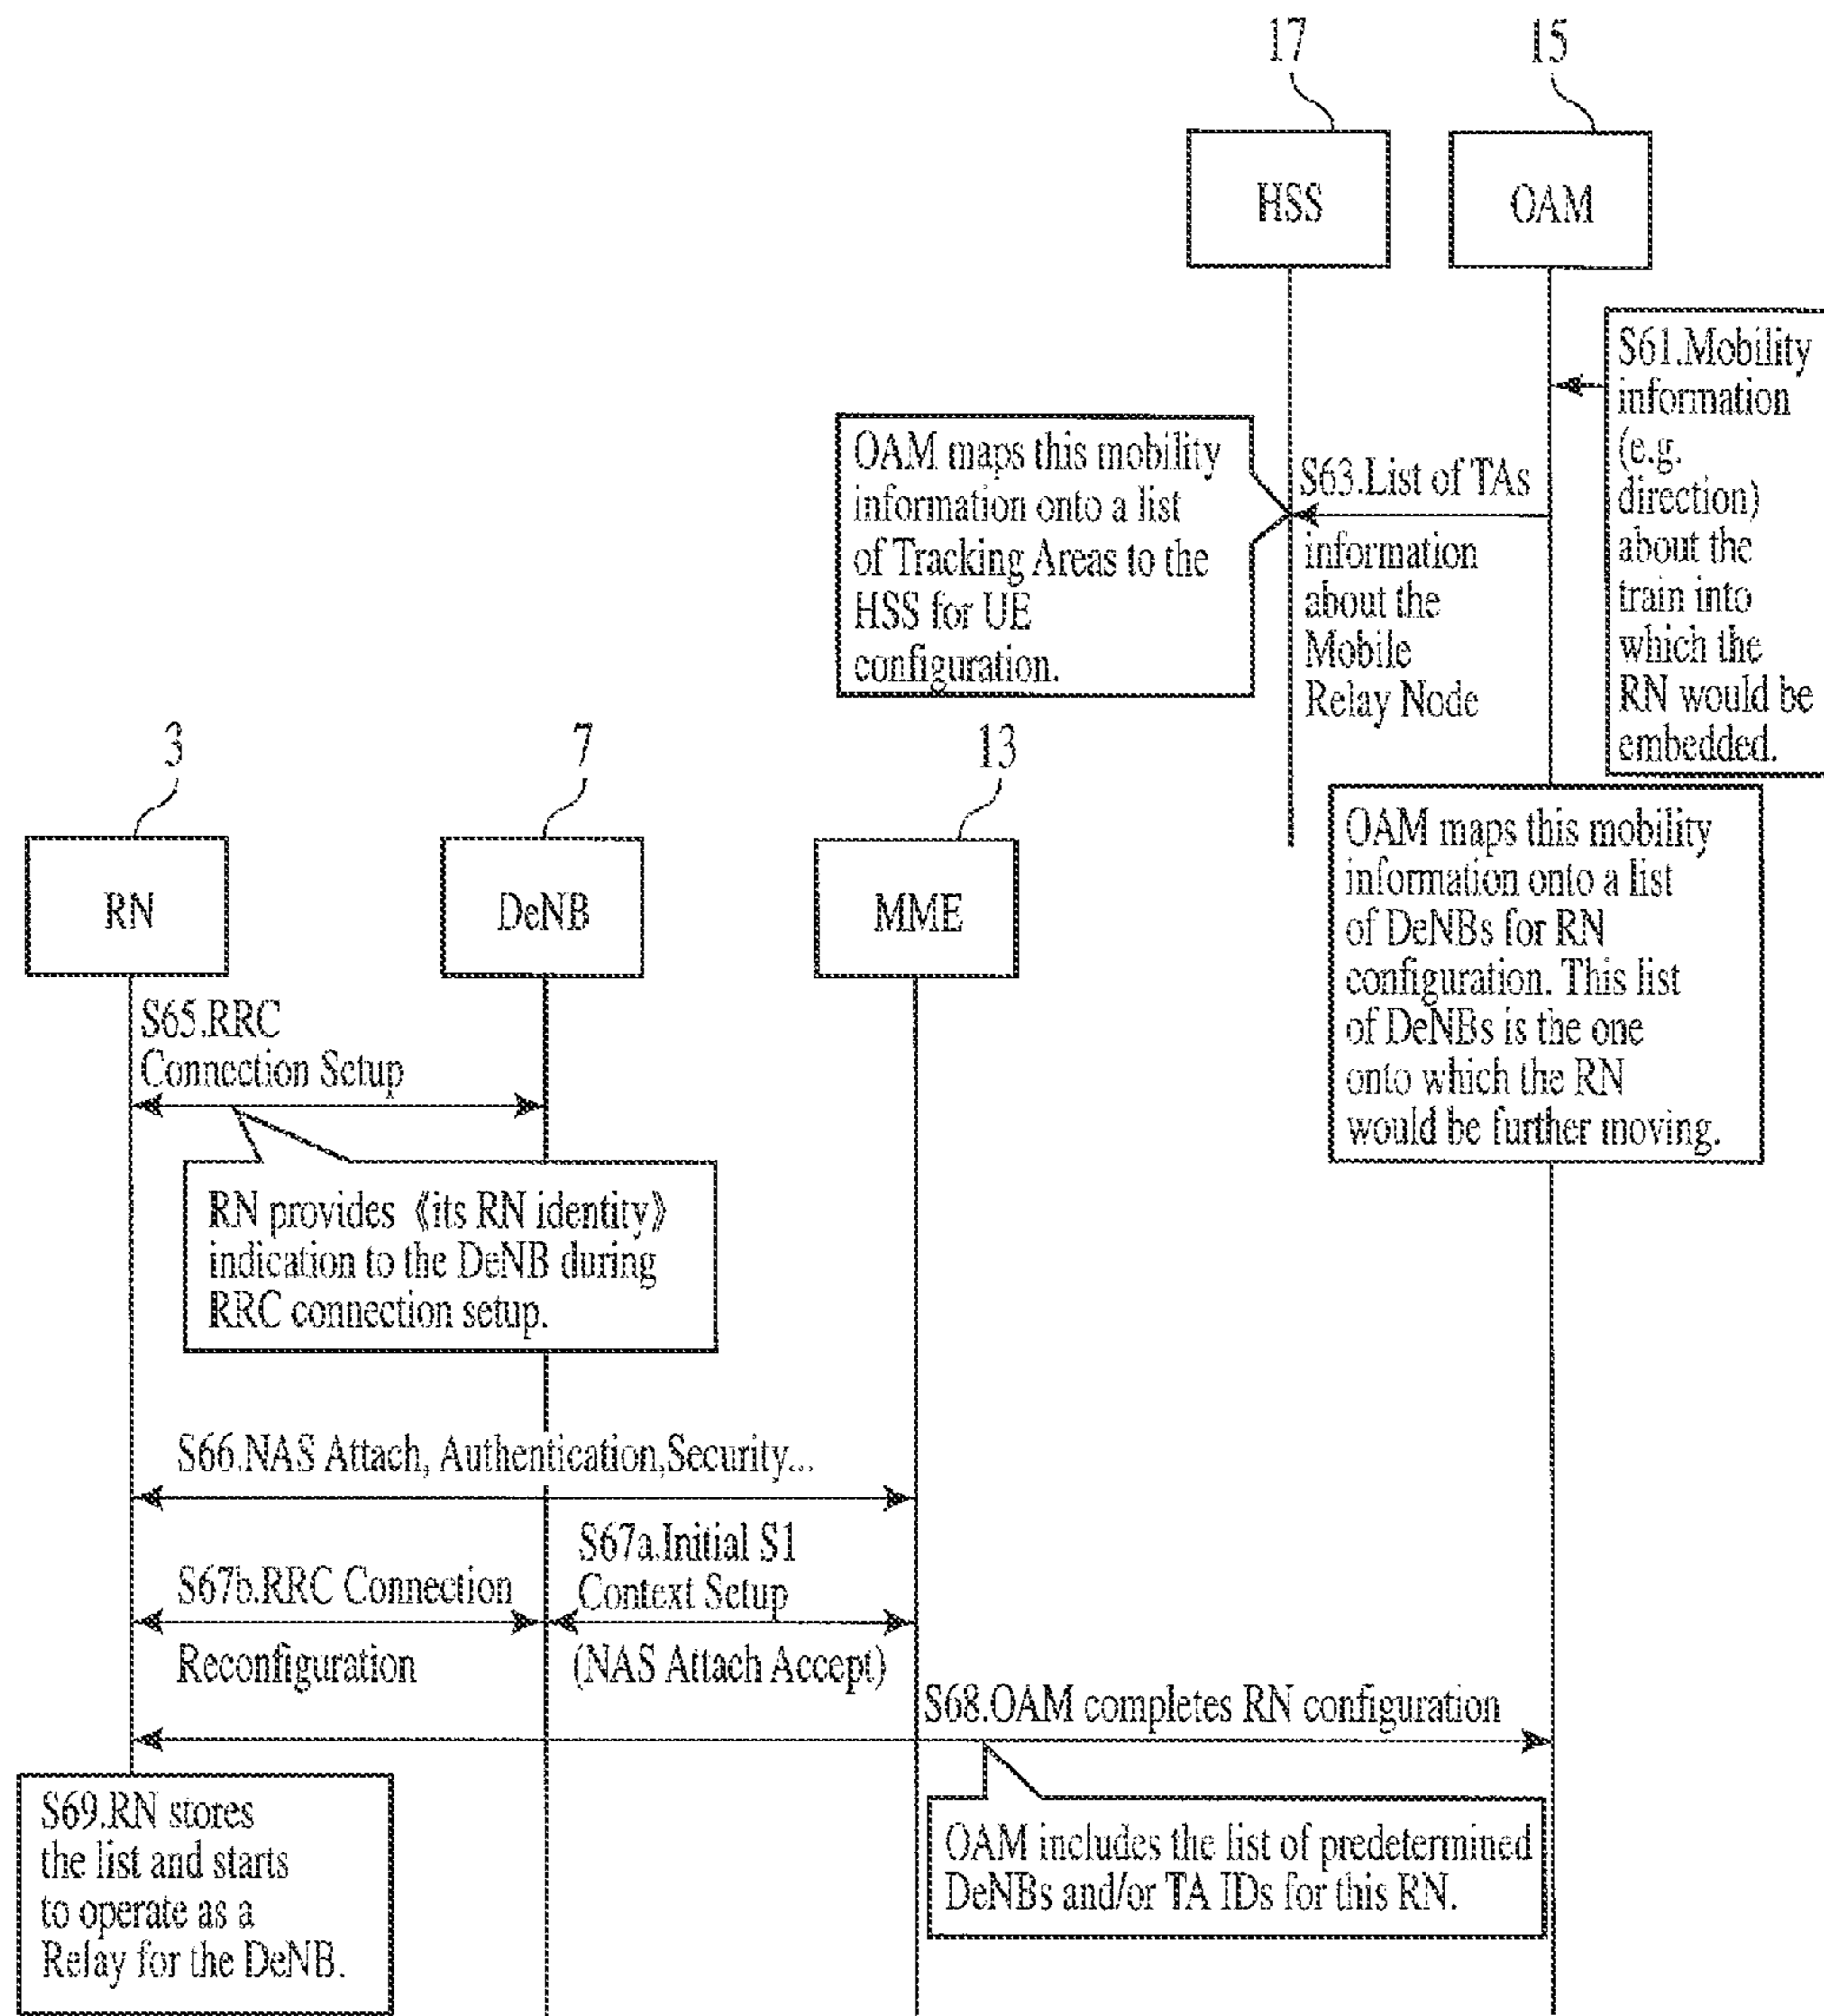 17
15
HSS
OAM
S61.Mobility
information
(e.g.
direction)
about the
train into
which the
RN would be
embedded.
OAM maps this mobility
information onto a list
of Tracking Areas to the
HSS for UE
configuration.
S63.List of TAs
information
about the
Mobile
Relay Node
3
7
13
RN
DeNB
MME
OAM maps this mobility
information onto a list
of DeNBs for RN
configuration. This list
of DeNBs is the one
onto which the RN
would be further moving.
S65.RRC
Connection Setup
RN provides 《its RN identity》
indication to the DeNB during
RRC connection setup.
S66.NAS Attach, Authentication,Security...
S67a.Initial S1
Context Setup
(NAS Attach Accept)
S67b.RRC Connection
Reconfiguration
S68.OAM completes RN configuration
OAM includes the list of predetermined
DeNBs and/or TA IDs for this RN.
S69.RN stores
the list and starts
to operate as a
Relay for the DeNB.